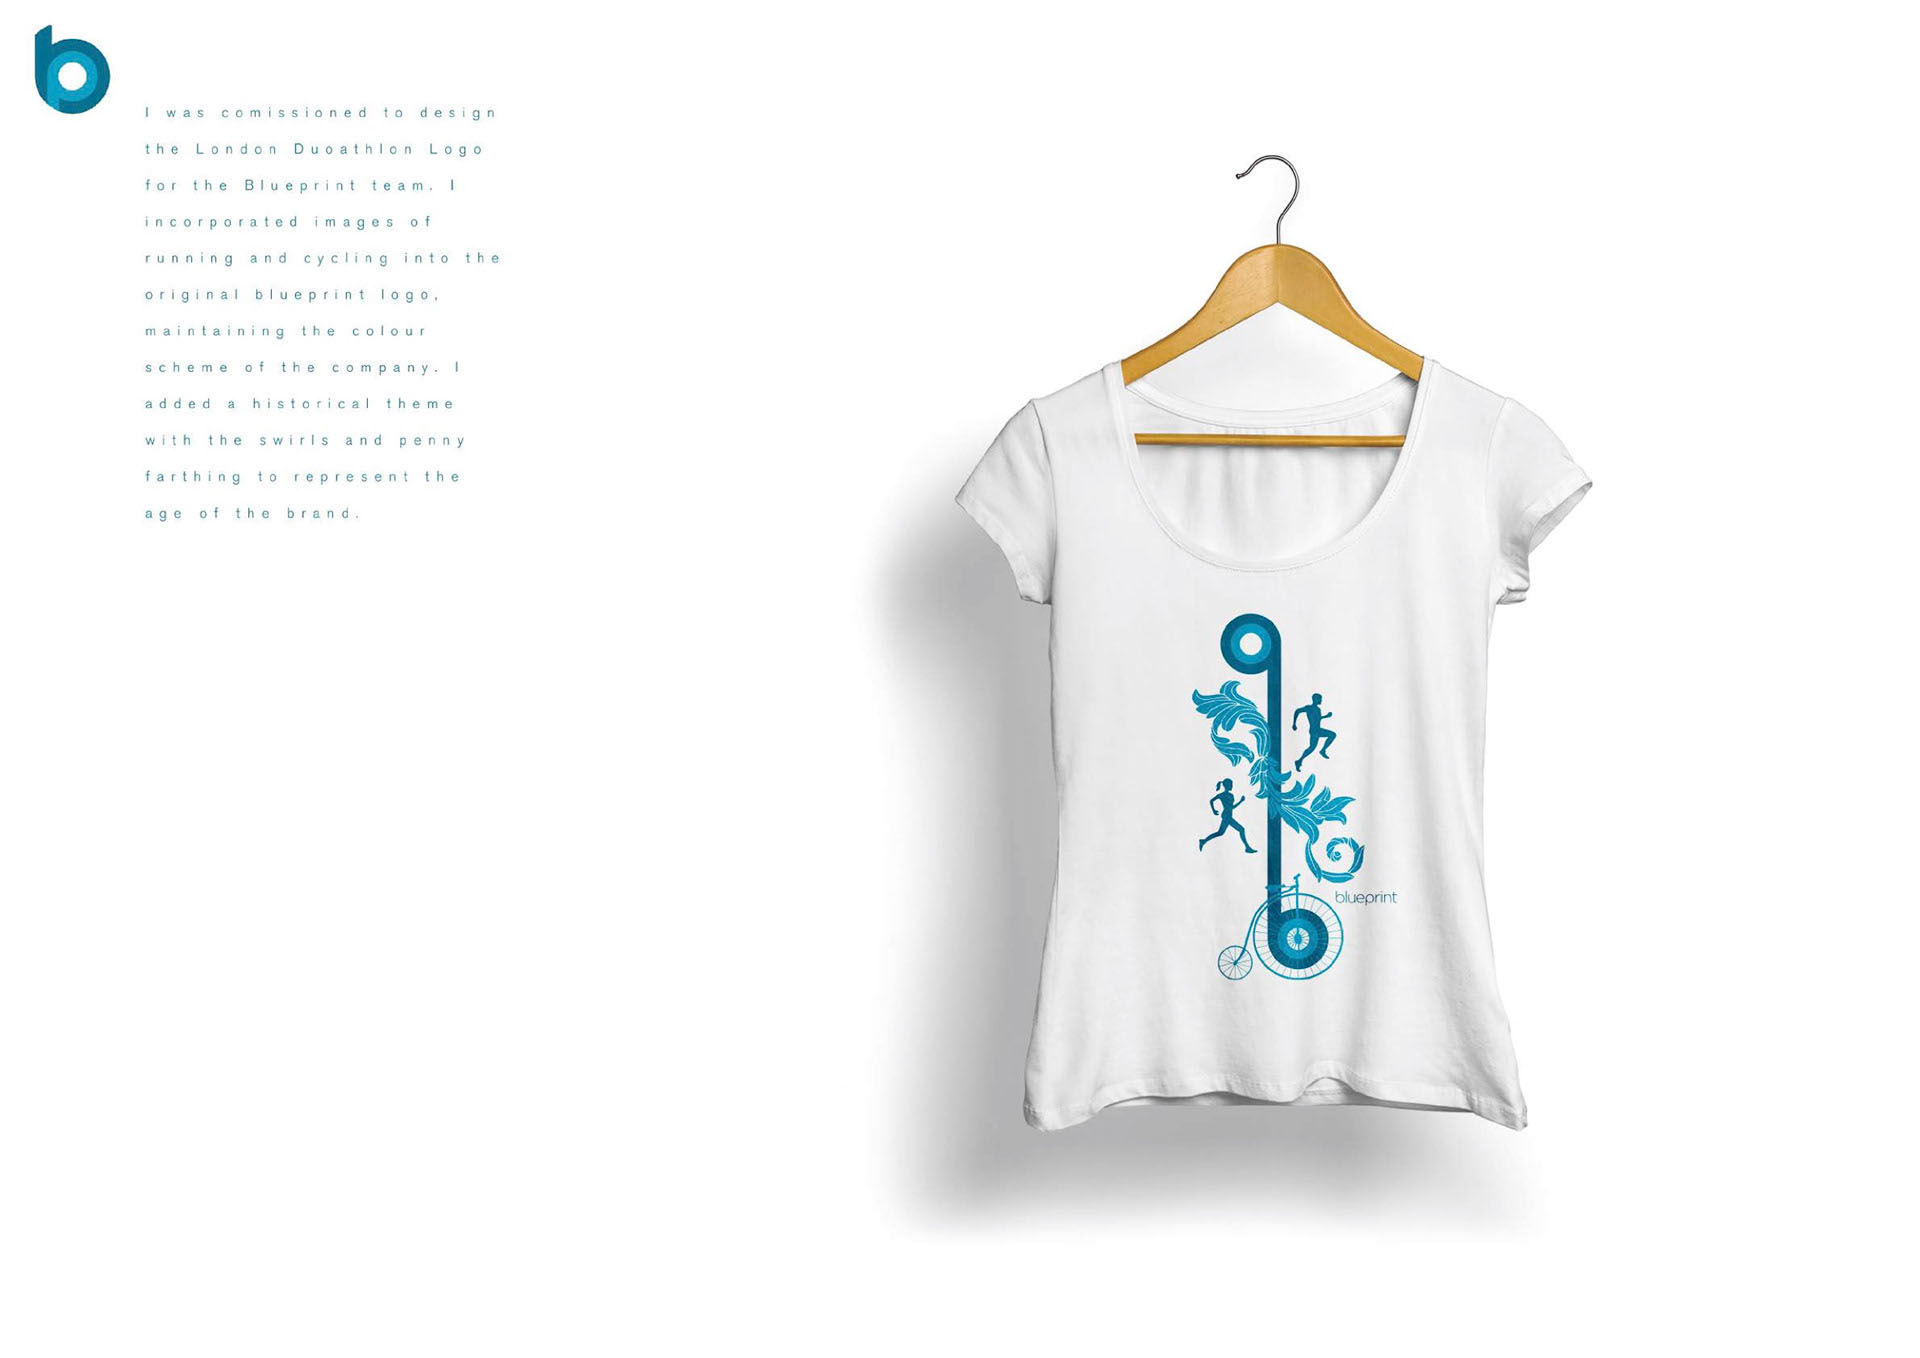 b
I was comissioned to design
the London Duoathlon Logo
for the Blueprint team. I
incorporated images of
running and cycling into the
original blueprint logo,
maintaining the colour
scheme of the company. I
added a historical theme
with the swirls and penny
farthing to represent the
age of the brand.
blueprint